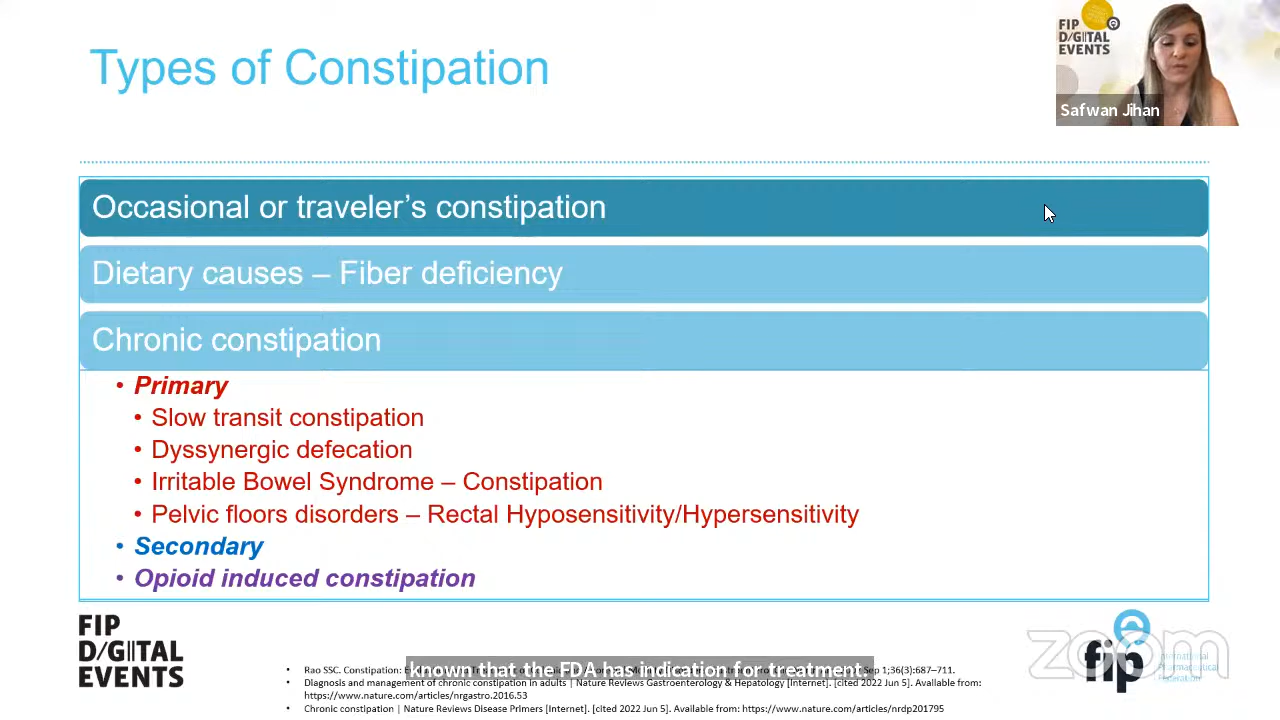 Types of Constipation
FIP
D/GITAL
EVENTS
Safwan Jihan
Occasional or traveler's constipation
Dietary causes – Fiber deficiency
Chronic constipation
• Primary
• Slow transit constipation
• Dyssynergic defecation
• Irritable Bowel Syndrome – Constipation
• Pelvic floors disorders – Rectal Hyposensitivity/Hypersensitivity
• Secondary
• Opioid induced constipation
FIP
D/GITAL
EVENTS
• Rao SSC. Constipation: 1;36(3):687–711.
known that the FDA has indication for treatment.
• Diagnosis and management of chronic constipation in adults | Nature Reviews Gastroenterology & Hepatology [Internet]. [cited 2022 Jun 5]. Available from:
https://www.nature.com/articles/nrgastro.2016.53
• Chronic constipation | Nature Reviews Disease Primers [Internet]. [cited 2022 Jun 5]. Available from: https://www.nature.com/articles/nrdp201795
zoom
fip
International
Pharmaceutical
Federation